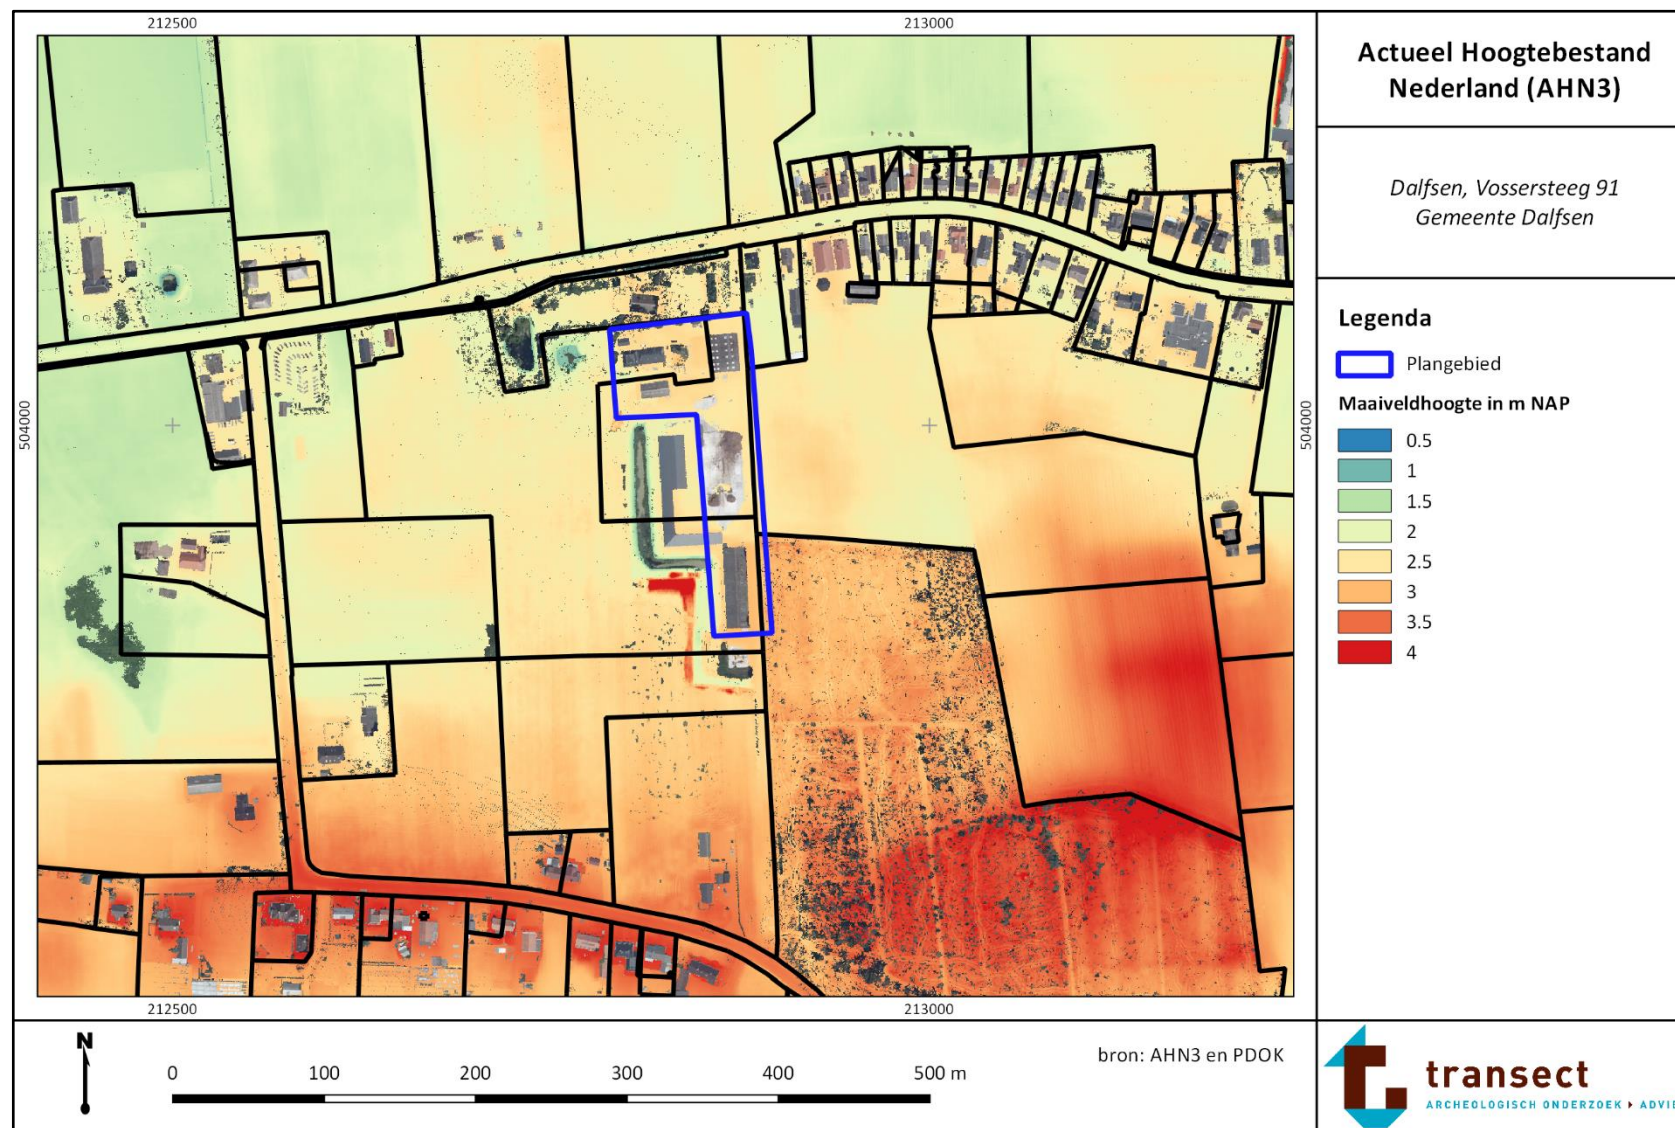 212500
213000
504000
504000
212500
213000
Actueel Hoogtebestand
Nederland (AHN3)
Dalfsen, Vossersteeg 91
Gemeente Dalfsen
Legenda
Plangebied
Maaiveldhoogte in m NAP
0.5
1
1.5
2
2.5
3
3.5
4
N
0 100 200 300 400 500 m
bron: AHN3 en PDOK
transect
ARCHEOLOGISCH ONDERZOEK ▸ ADVIE